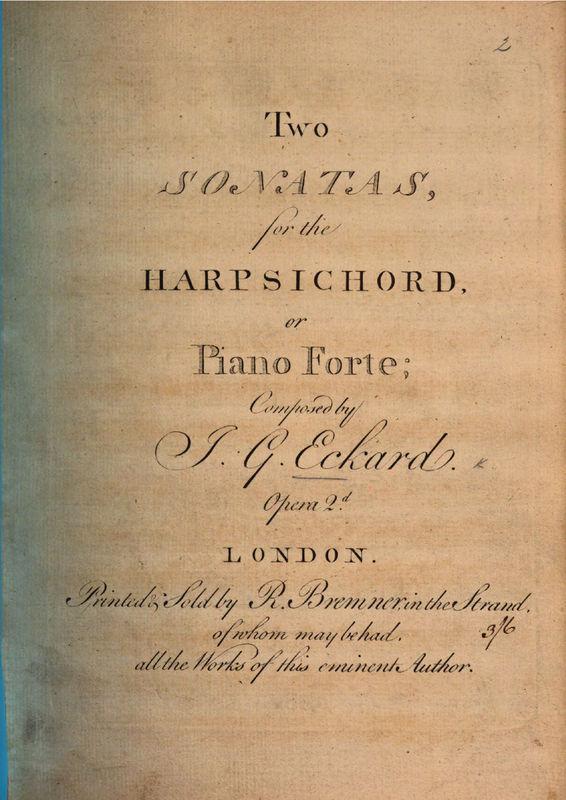 2
Two
SONATAS,
for the
HARPSICHORD,
or
Piano Forte;
Composed by
J. G. Eckard.
Opera 2.d
LONDON.
Printed & Sold by R. Bremner in the Strand.
of whom may be had. 3/6
all the Works of this eminent Author.